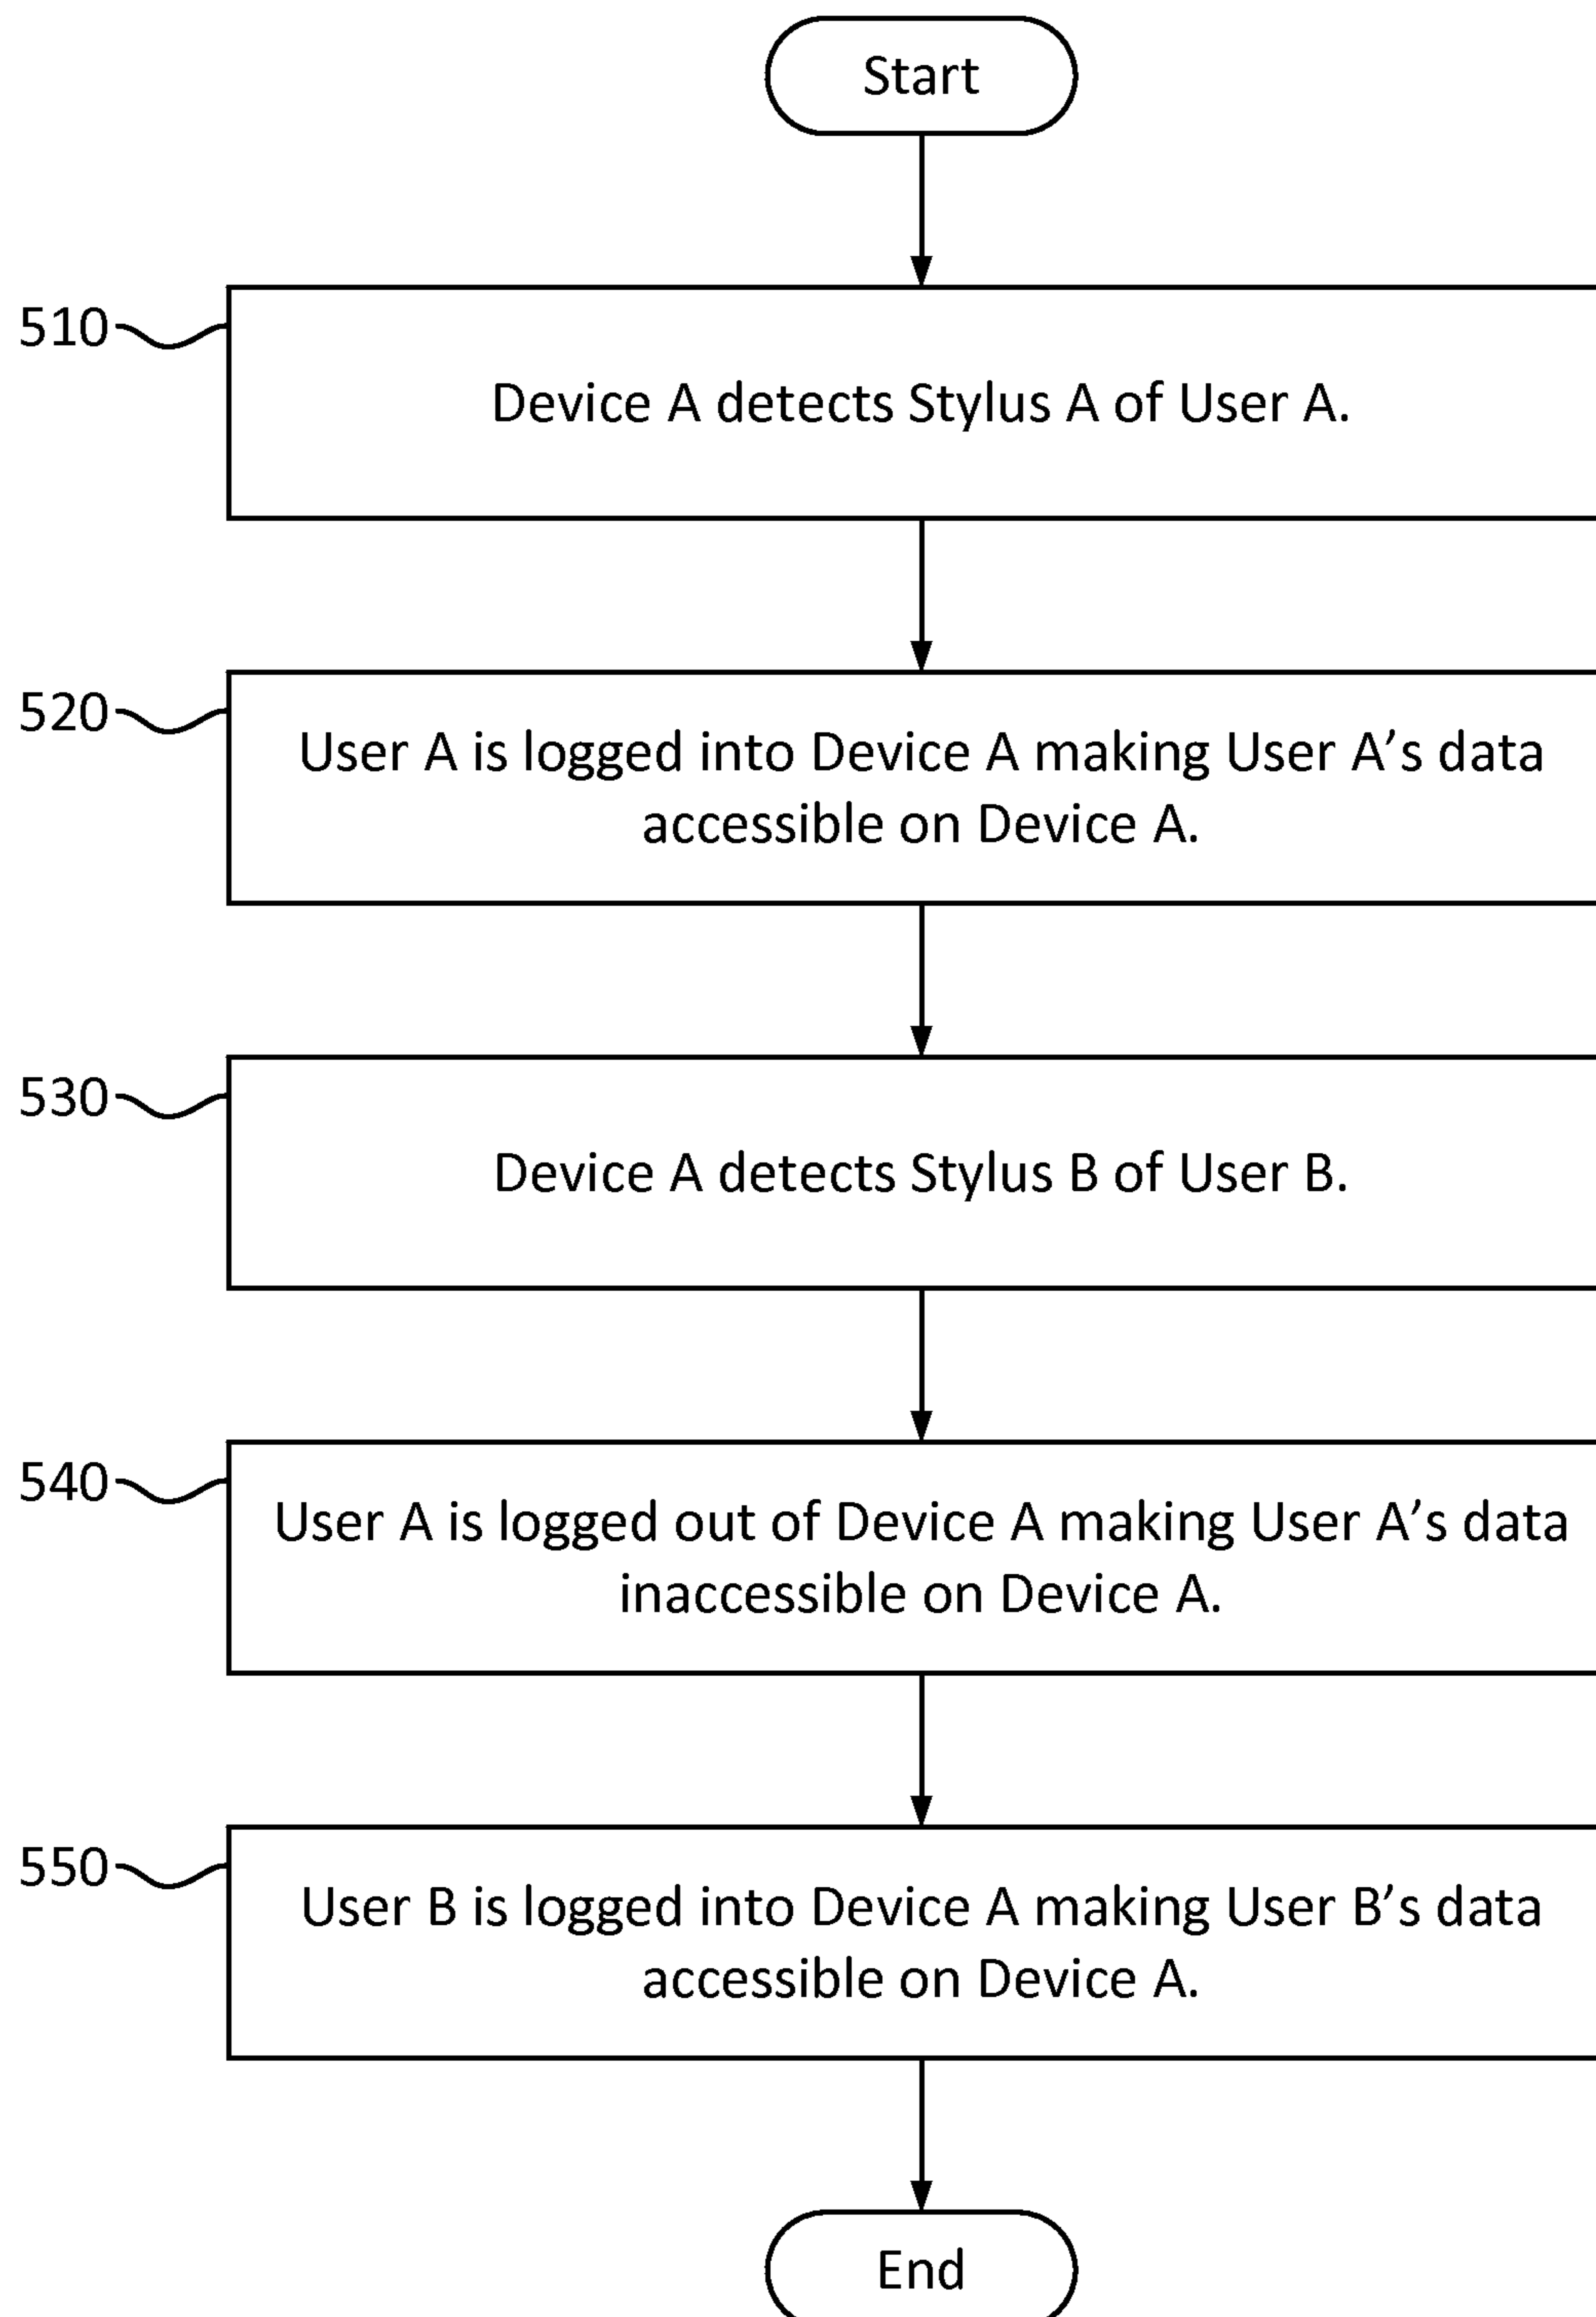 Start
510
Device A detects Stylus A of User A.
520
User A is logged into Device A making User A’s data
accessible on Device A.
530
Device A detects Stylus B of User B.
540
User A is logged out of Device A making User A’s data
inaccessible on Device A.
550
User B is logged into Device A making User B’s data
accessible on Device A.
End